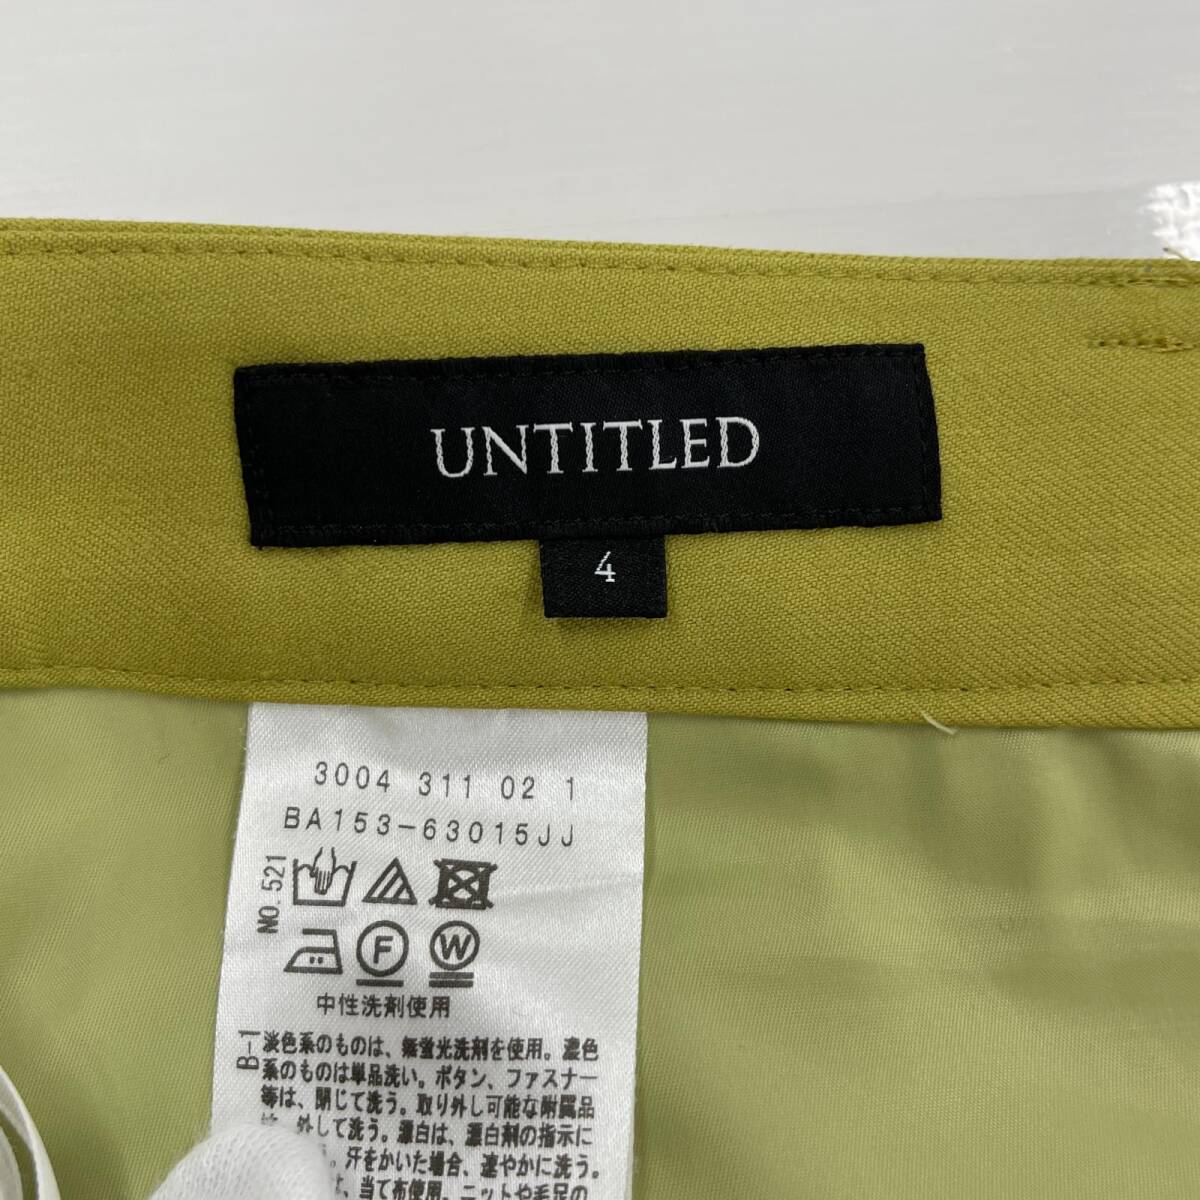 UNTITLED
4
3004 311 02 1
BA153-63015JJ
NO.521
F
W
中性洗剤使用
B-1
淡色系のものは、無蛍光洗剤を使用。濃色
系のものは単品洗い。ボタン、ファスナー
等は、閉じて洗う。取り外し可能な附属品
は、外して洗う。漂白は、漂白剤の指示に
。汗をかいた場合、速やかに洗う。
、当て布使用。ニットや毛足の